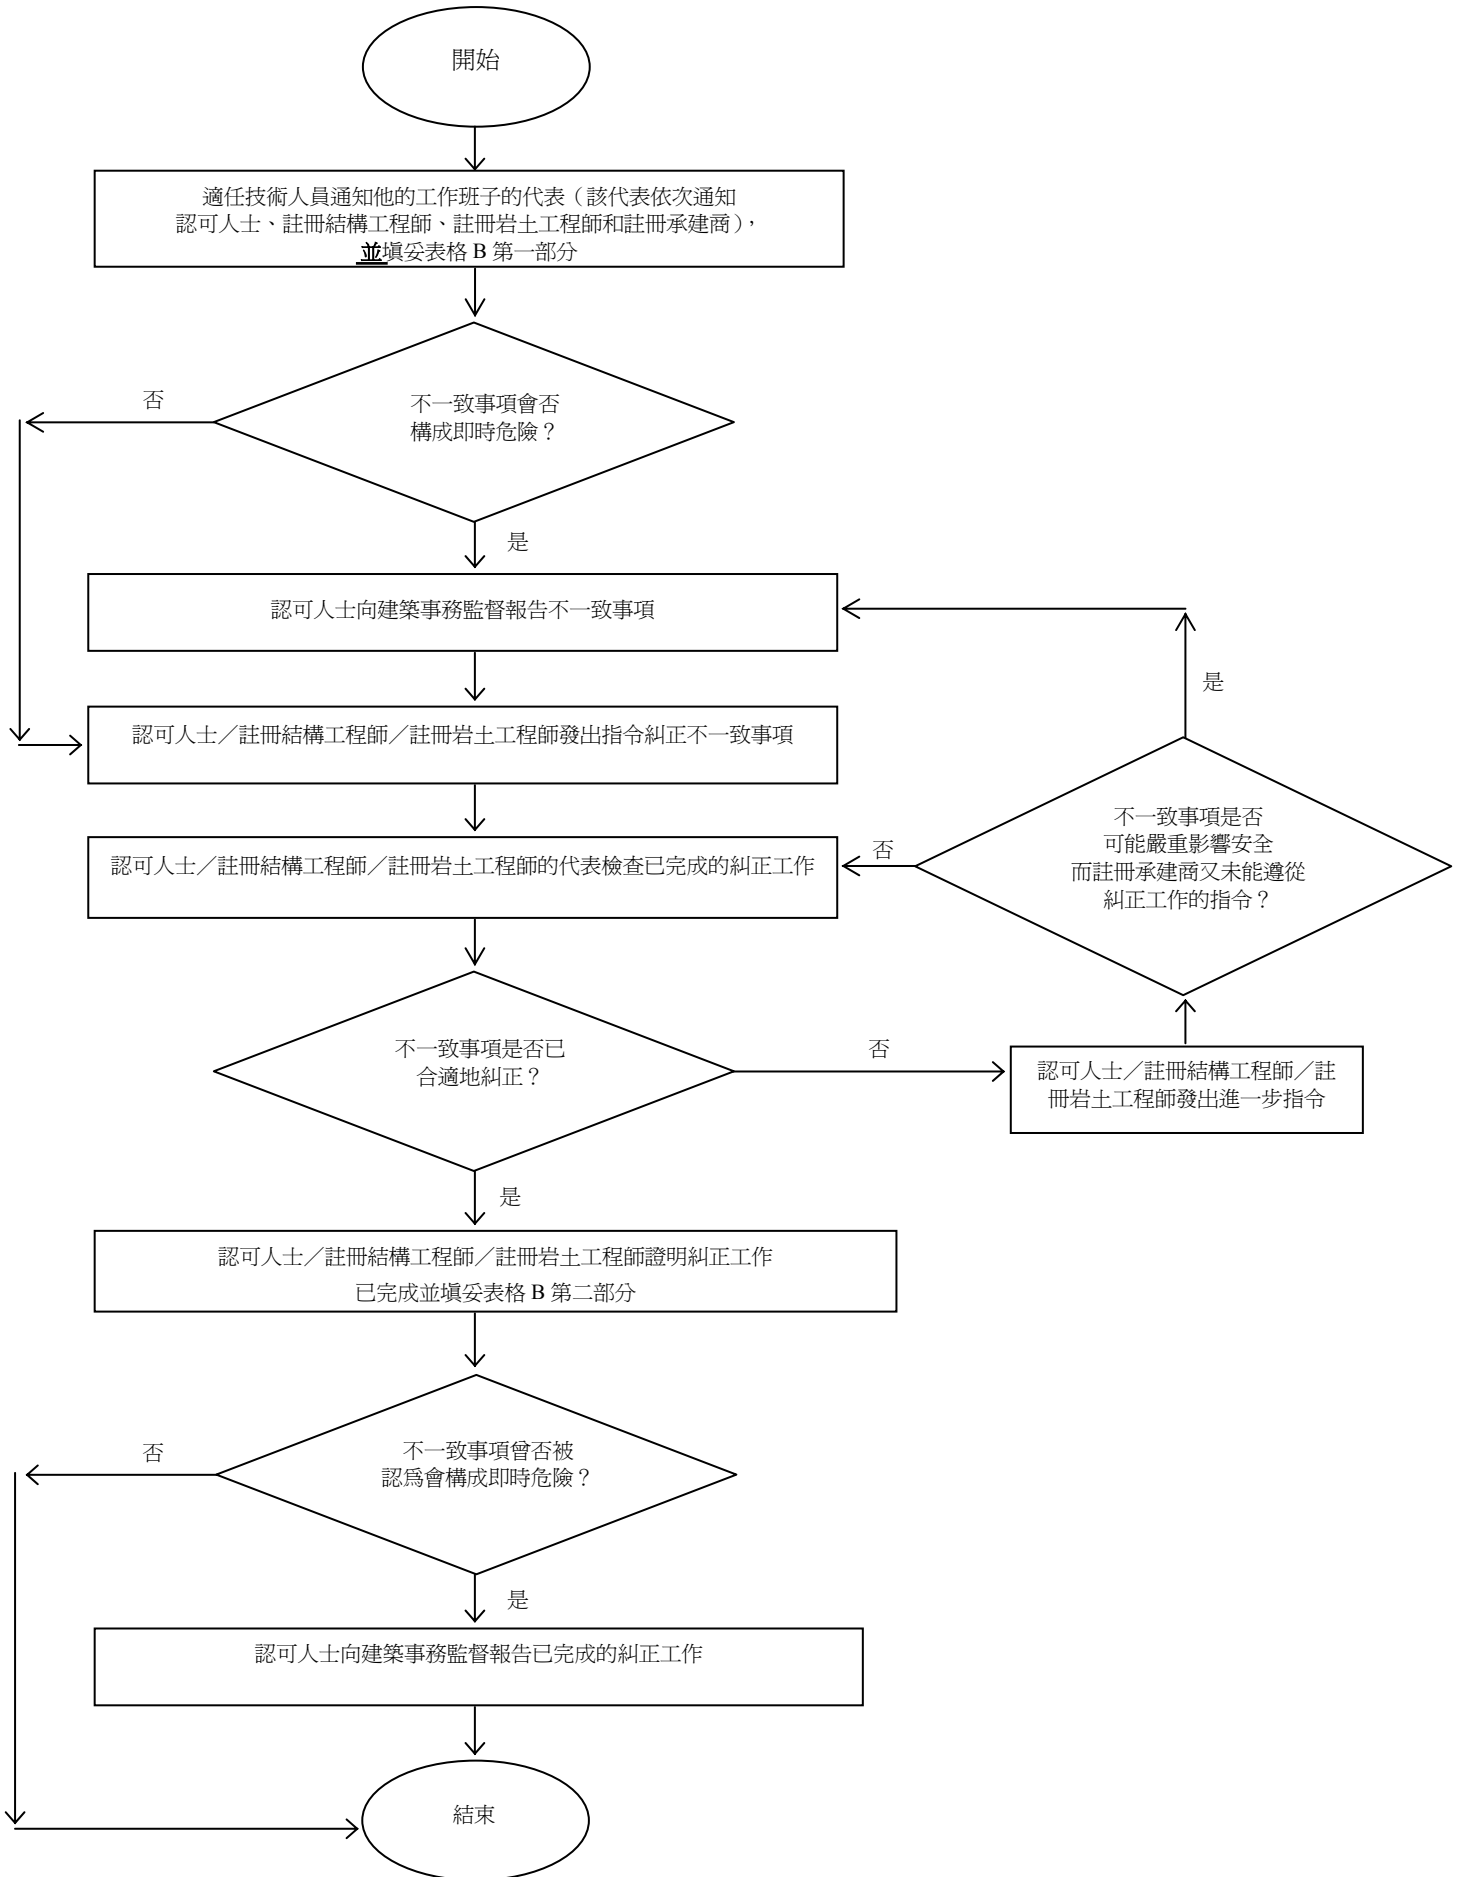 開始
適任技術人員通知他的工作班子的代表（該代表依次通知
認可人士、註冊結構工程師、註冊岩土工程師和註冊承建商），
並填妥表格 B 第一部分
否
不一致事項會否
構成即時危險？
是
認可人士向建築事務監督報告不一致事項
是
認可人士／註冊結構工程師／註冊岩土工程師發出指令糾正不一致事項
不一致事項是否
可能嚴重影響安全
而註冊承建商又未能遵從
糾正工作的指令？
否
認可人士／註冊結構工程師／註冊岩土工程師的代表檢查已完成的糾正工作
不一致事項是否已
合適地糾正？
否
認可人士／註冊結構工程師／註
冊岩土工程師發出進一步指令
是
認可人士／註冊結構工程師／註冊岩土工程師證明糾正工作
已完成並填妥表格 B 第二部分
否
不一致事項曾否被
認爲會構成即時危險？
是
認可人士向建築事務監督報告已完成的糾正工作
結束